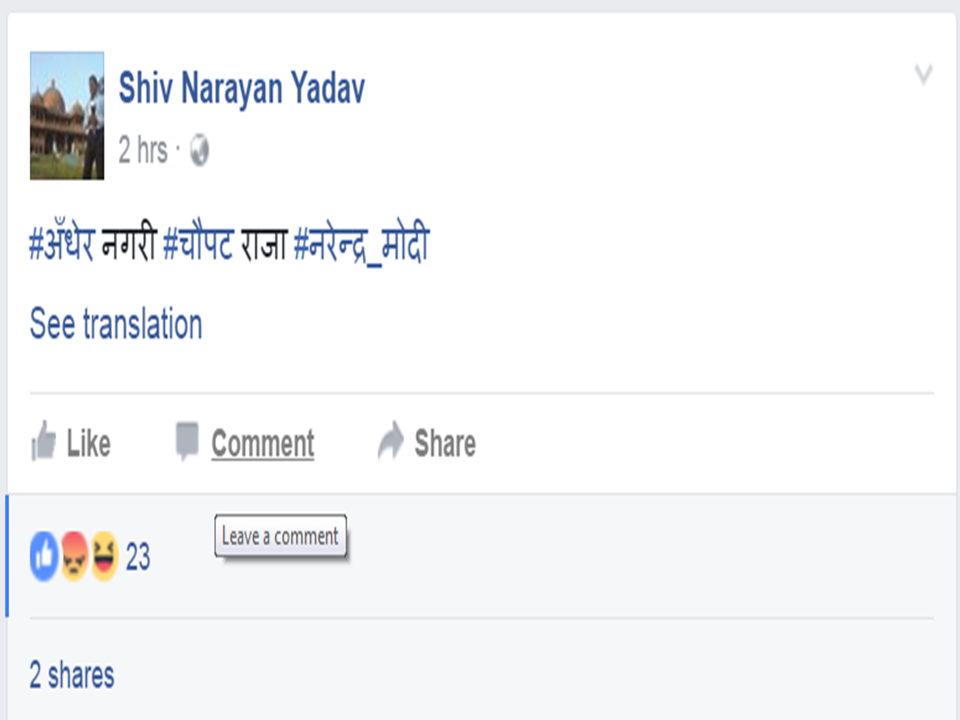 Shiv Narayan Yadav
2 hrs ·
#अँधेर नगरी #चौपट राजा #नरेन्द्र_मोदी
See translation
Like Comment Share
Leave a comment
23
2 shares